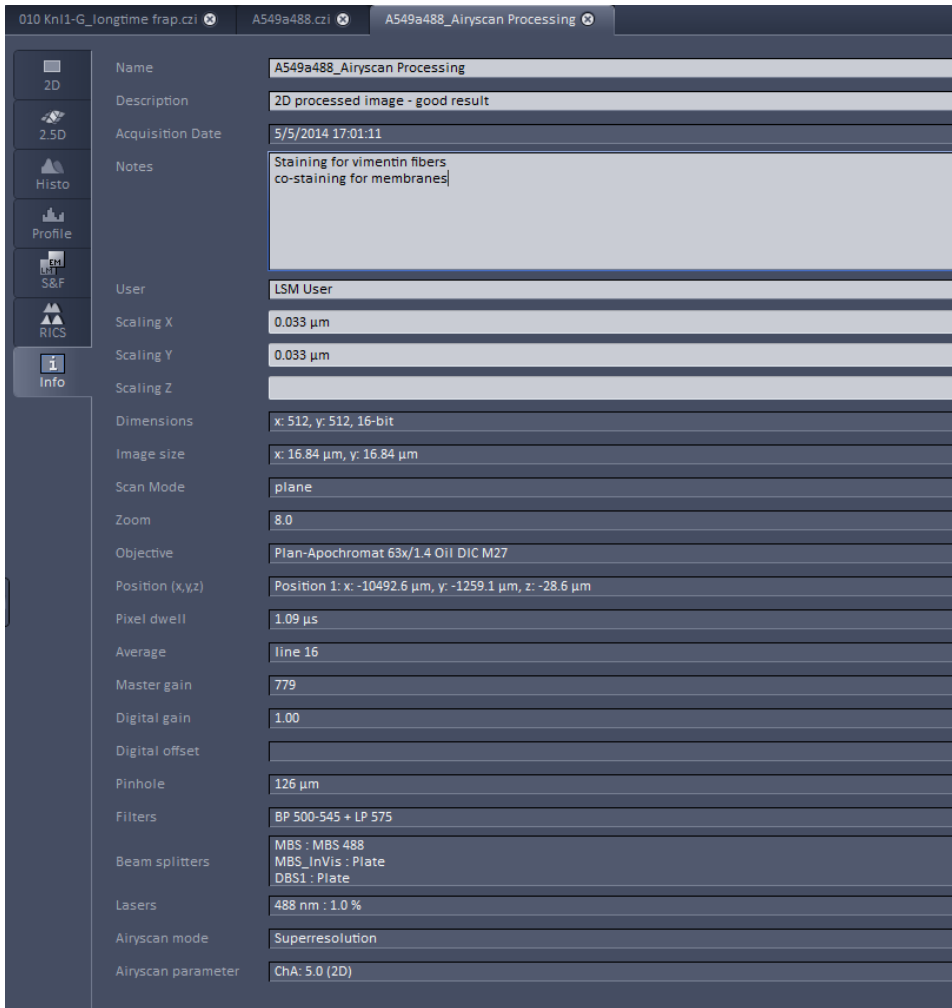 010 Knl1-G_longtime frap.czi A549a488.czi A549a488_Airyscan Processing
2D
2.5D
Histo
Profile
EM
LM
S&F
RICS
i
Info
Name A549a488_Airyscan Processing
Description 2D processed image - good result
Acquisition Date 5/5/2014 17:01:11
Notes Staining for vimentin fibers
co-staining for membranes
User LSM User
Scaling X 0.033 µm
Scaling Y 0.033 µm
Scaling Z
Dimensions x: 512, y: 512, 16-bit
Image size x: 16.84 µm, y: 16.84 µm
Scan Mode plane
Zoom 8.0
Objective Plan-Apochromat 63x/1.4 Oil DIC M27
Position (x,y,z) Position 1: x: -10492.6 µm, y: -1259.1 µm, z: -28.6 µm
Pixel dwell 1.09 µs
Average line 16
Master gain 779
Digital gain 1.00
Digital offset
Pinhole 126 µm
Filters BP 500-545 + LP 575
MBS : MBS 488
Beam splitters MBS_InVis : Plate
DBS1 : Plate
Lasers 488 nm : 1.0 %
Airyscan mode Superresolution
Airyscan parameter ChA: 5.0 (2D)